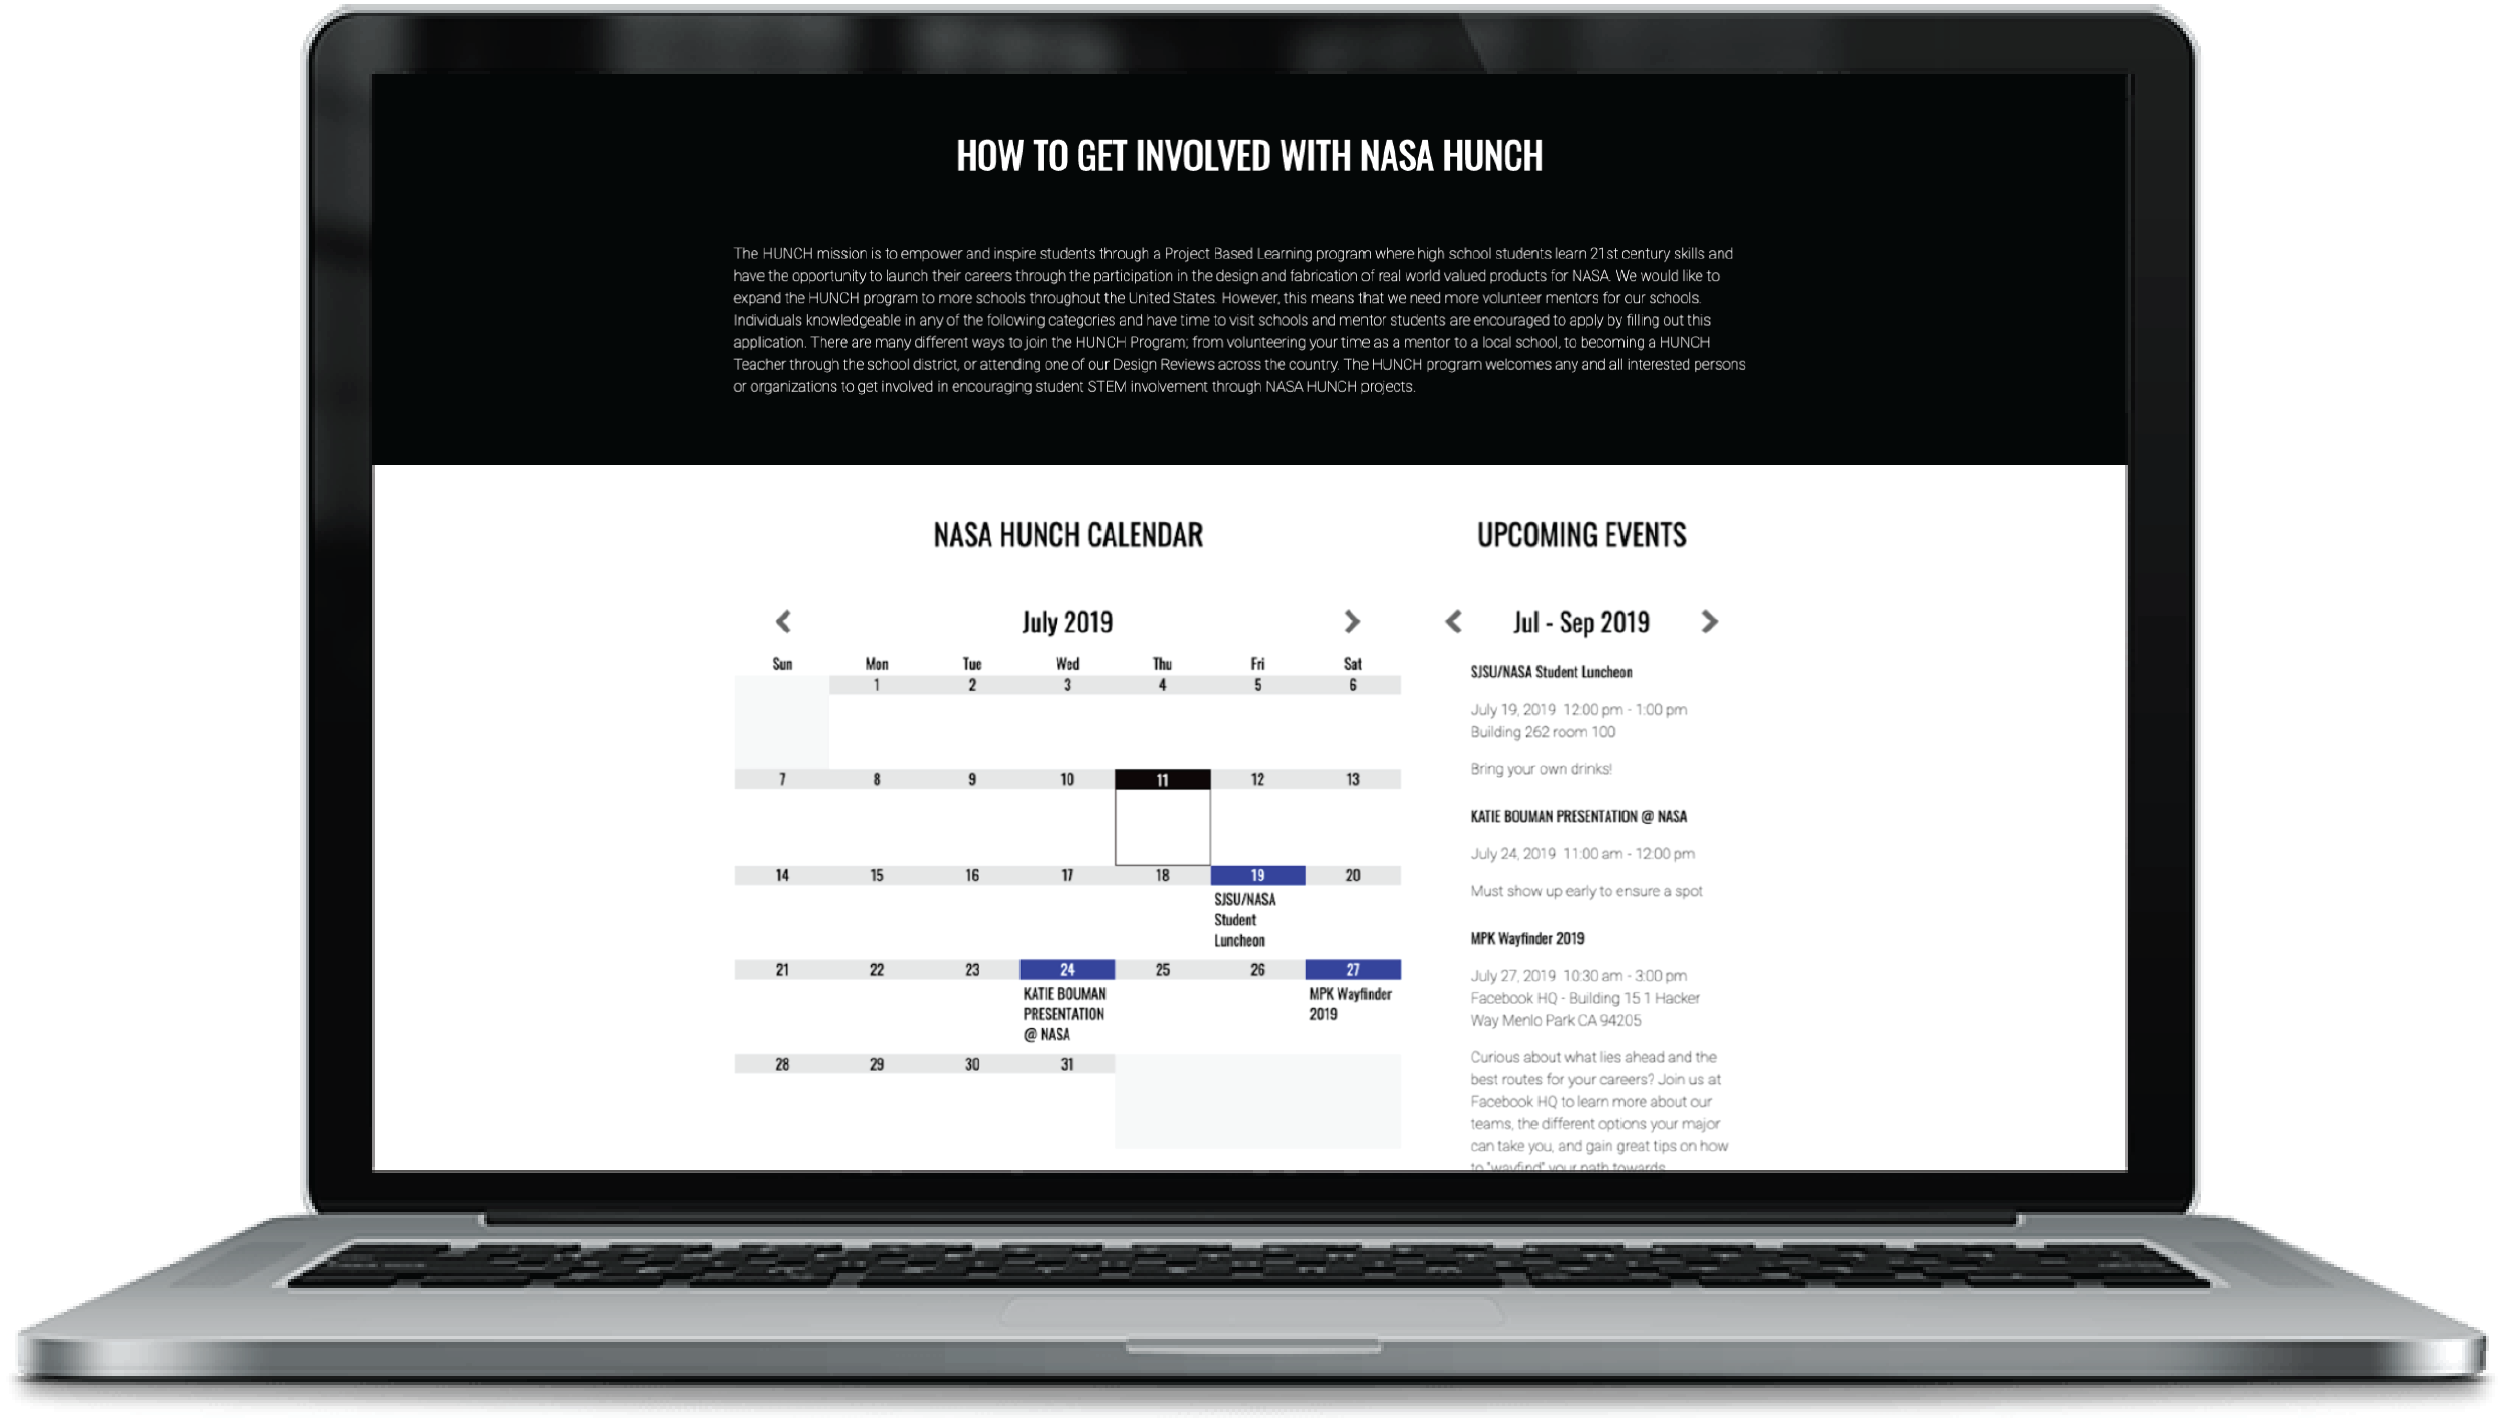 HOW TO GET INVOLVED WITH NASA HUNCH
The HUNCH mission is to empower and inspire students through a Project Based Learning program where high school students learn 21st century skills and
have the opportunity to launch their careers through the participation in the design and fabrication of real world valued products for NASA. We would like to
expand the HUNCH program to more schools throughout the United States. However, this means that we need more volunteer mentors for our schools.
Individuals knowledgeable in any of the following categories and have time to visit schools and mentor students are encouraged to apply by filling out this
application. There are many different ways to join the HUNCH Program; from volunteering your time as a mentor to a local school, to becoming a HUNCH
Teacher through the school district, or attending one of our Design Reviews across the country. The HUNCH program welcomes any and all interested persons
or organizations to get involved in encouraging student STEM involvement through NASA HUNCH projects.
NASA HUNCH CALENDAR
July 2019
Sun Mon Tue Wed Thu Fri Sat
1 2 3 4 5 6
7 8 9 10 11 12 13
14 15 16 17 18 19 20
SJSU/NASA
Student
Luncheon
21 22 23 24 25 26 27
KATIE BOUMAN MPK Wayfinder
PRESENTATION 2019
@ NASA
28 29 30 31
UPCOMING EVENTS
Jul - Sep 2019
SJSU/NASA Student Luncheon
July 19, 2019 12:00 pm - 1:00 pm
Building 262 room 100
Bring your own drinks!
KATIE BOUMAN PRESENTATION @ NASA
July 24, 2019 11:00 am - 12:00 pm
Must show up early to ensure a spot
MPK Wayfinder 2019
July 27, 2019 10:30 am - 3:00 pm
Facebook HQ - Building 15 1 Hacker
Way Menlo Park CA 94205
Curious about what lies ahead and the
best routes for your careers? Join us at
Facebook HQ to learn more about our
teams, the different options your major
can take you, and gain great tips on how
to "wayfind" your path towards